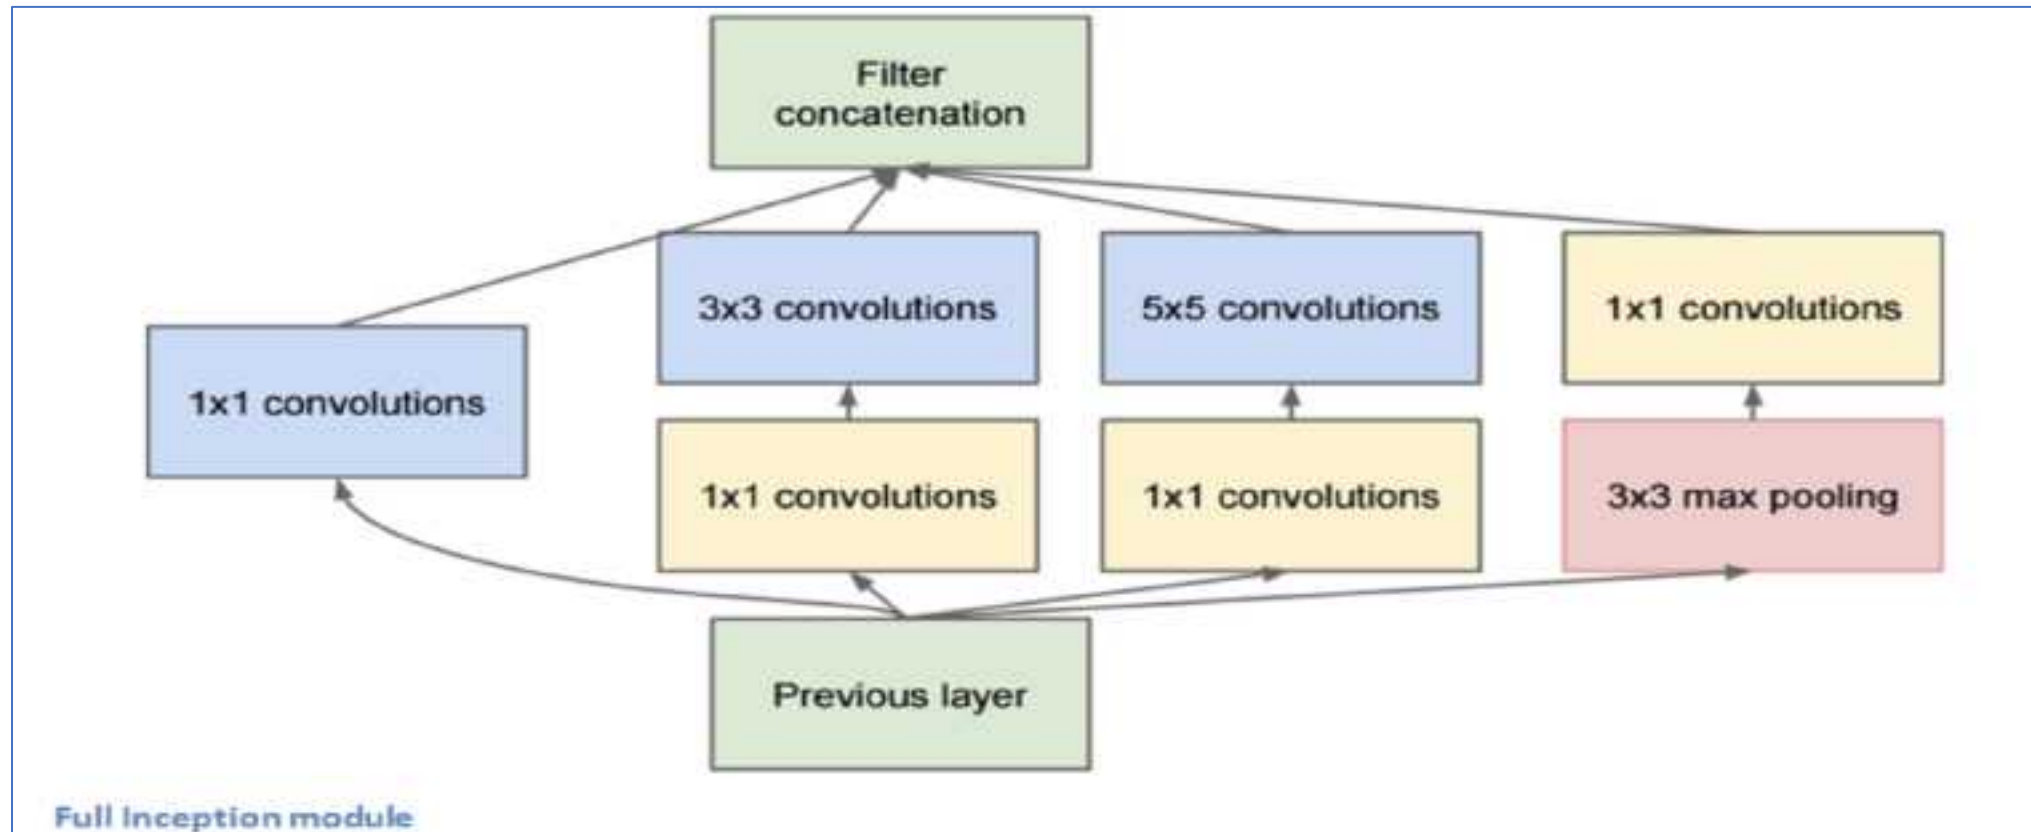 Filter
concatenation
3x3 convolutions
5x5 convolutions
1x1 convolutions
1x1 convolutions
1x1 convolutions
1x1 convolutions
3x3 max pooling
Previous layer
Full Inception module